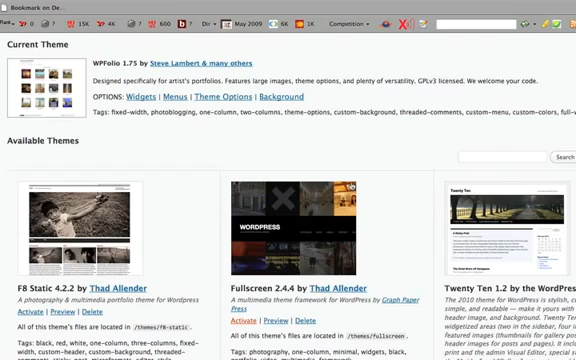 Bookmark on De...
Rank 0 15K 4K ? 600 b ? Dir May 2009 6K 1K Competition ? Search
Current Theme
WPFolio 1.75 by Steve Lambert & many others
Designed specifically for artist's portfolios. Features large images, theme options, and plenty of versatility. GPLv3 licensed. We welcome your code.
OPTIONS: Widgets | Menus | Theme Options | Background
Tags: fixed-width, photoblogging, one-column, two-columns, theme-options, custom-background, threaded-comments, custom-menu, custom-colors, full-w
Available Themes
Search
WORDPRESS
Twenty Ten
F8 Static 4.2.2 by Thad Allender
A photography & multimedia portfolio theme for Wordpress
Activate | Preview | Delete
All of this theme's files are located in /themes/f8-static.
Tags: black, red, white, one-column, three-columns, fixed-
width, custom-header, custom-background, threaded-
Fullscreen 2.4.4 by Thad Allender
A multimedia theme framework for WordPress by Graph Paper
Press
Activate | Preview | Delete
All of this theme's files are located in /themes/fullscreen.
Tags: photography, one-column, minimal, widgets, black,
Twenty Ten 1.2 by the WordPress
The 2010 theme for WordPress is stylish, cu
simple, and readable — make it yours with
header image, and background. Twenty Ten
widgetized areas (two in the sidebar, four i
featured images (thumbnails for gallery pos
header images for posts and pages). It inclu
print and the admin Visual Editor, special st